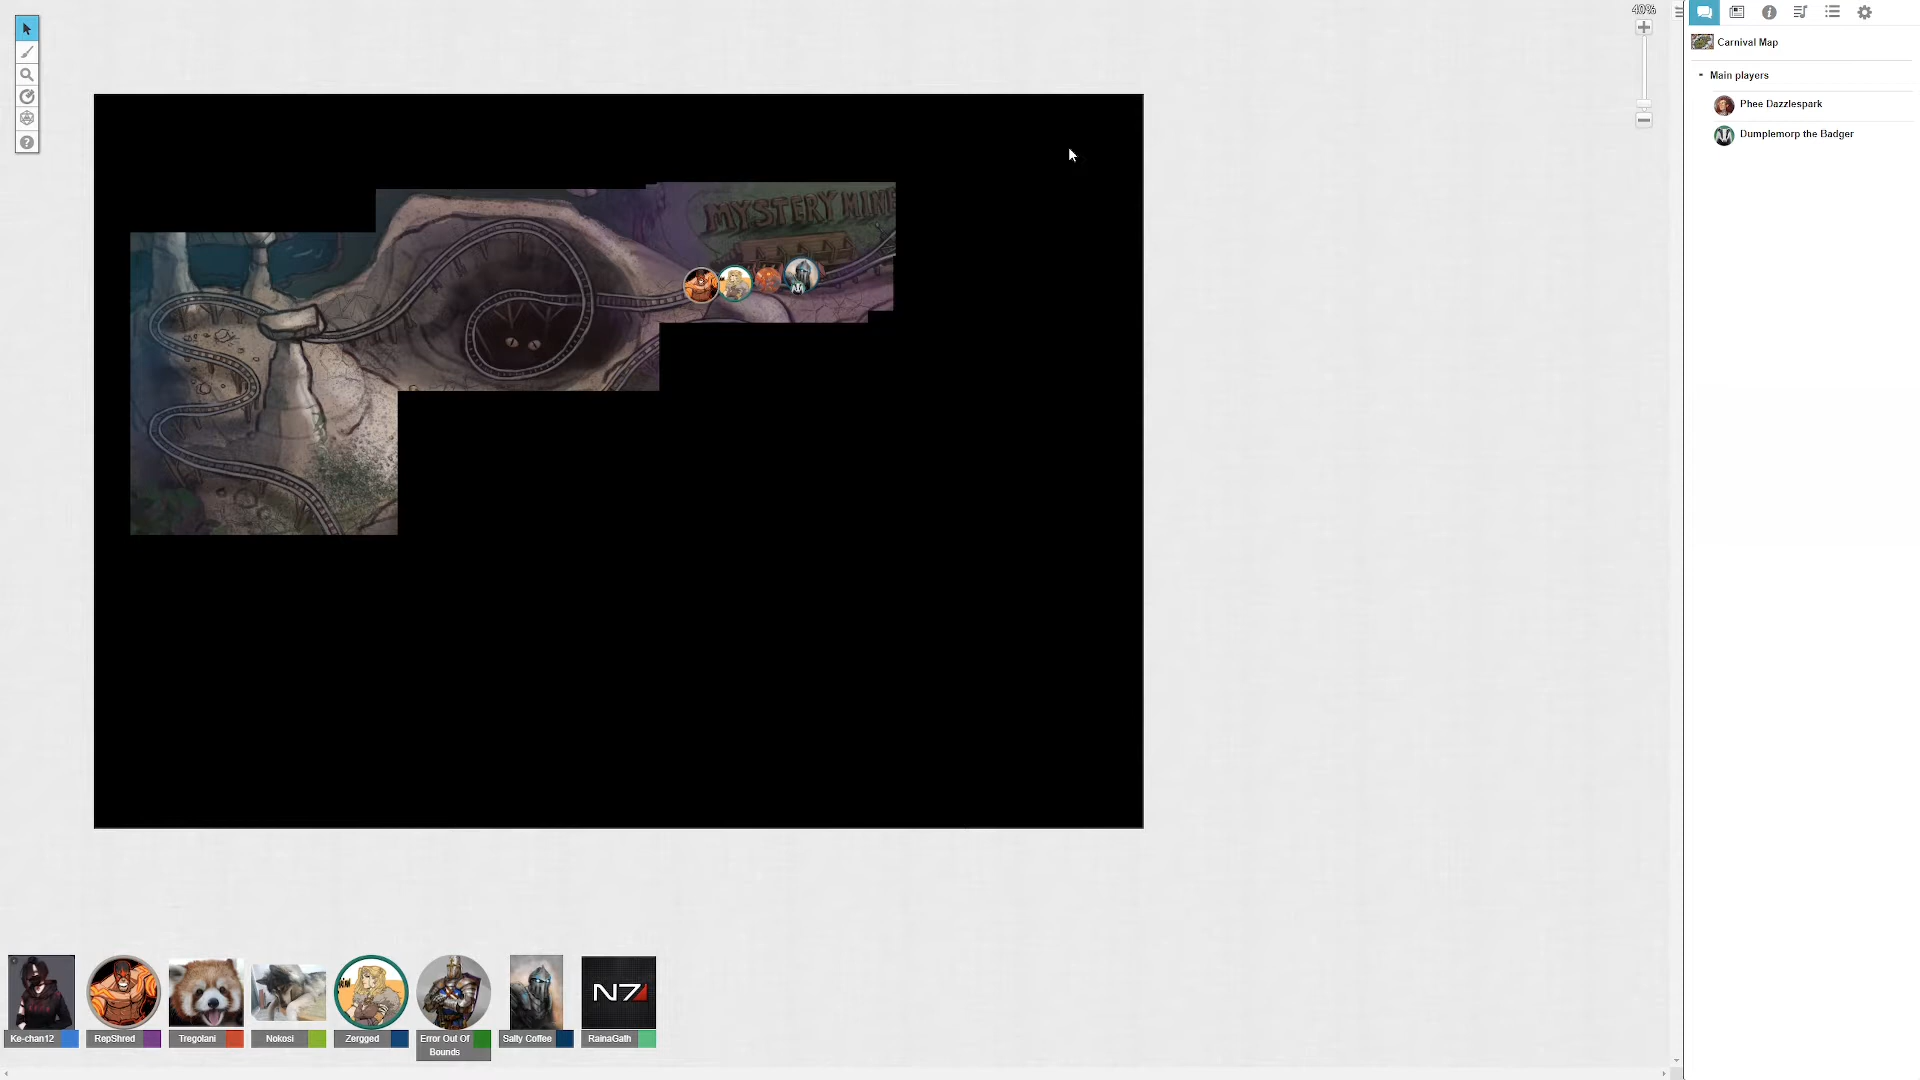 40%
Carnival Map
Main players
Phee Dazzlespark
Dumplemorp the Badger
MYSTERY MINE
Ke-chan12
RepShred
Tregolani
Nokosi
Zergged
Error Out Of
Bounds
Salty Coffee
RainaGath
N7